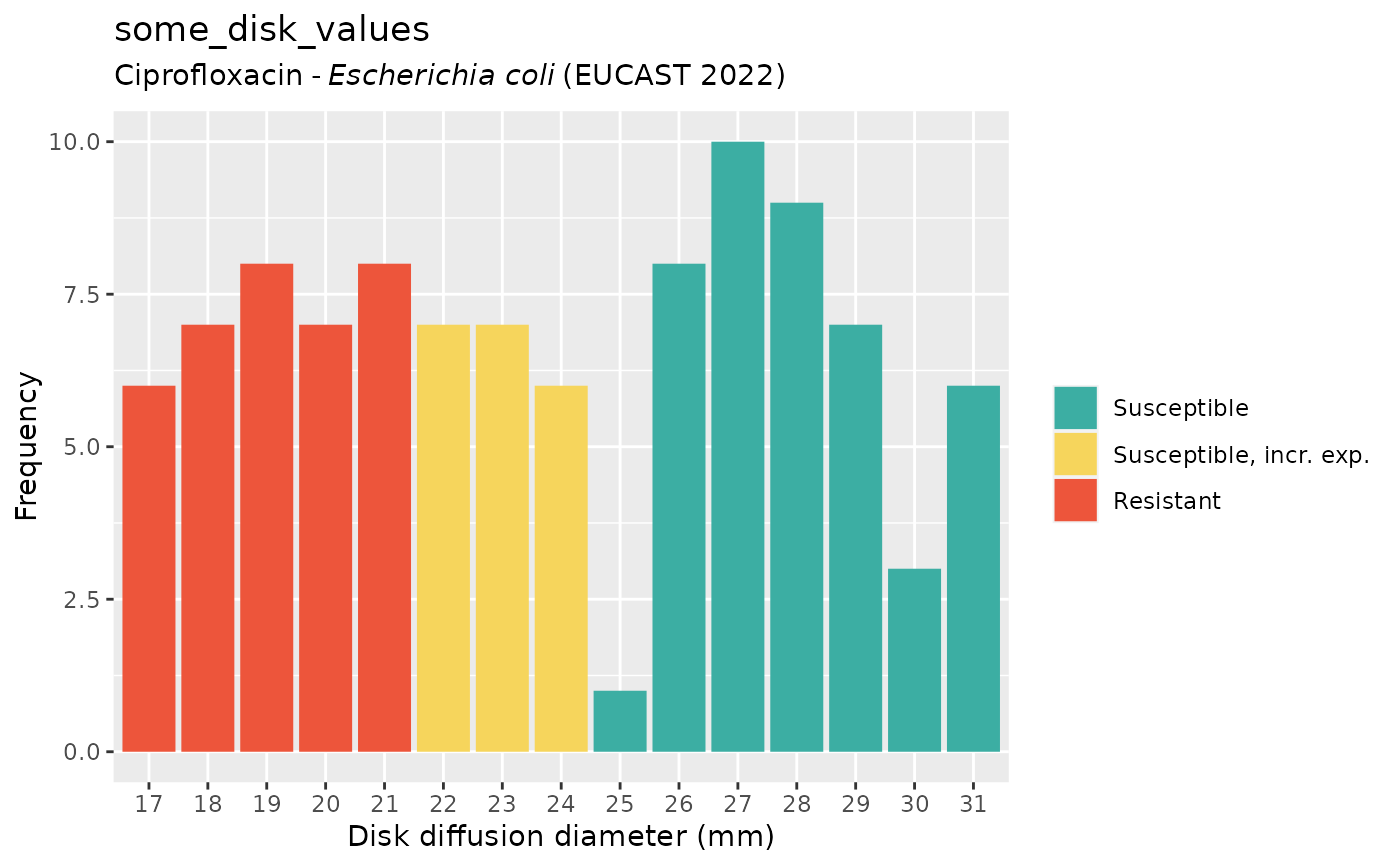 some_disk_values
Ciprofloxacin - Escherichia coli (EUCAST 2022)
10.0
7.5
5.0
2.5
0.0
Frequency
17 18 19 20 21 22 23 24 25 26 27 28 29 30 31
Disk diffusion diameter (mm)
Susceptible
Susceptible, incr. exp.
Resistant